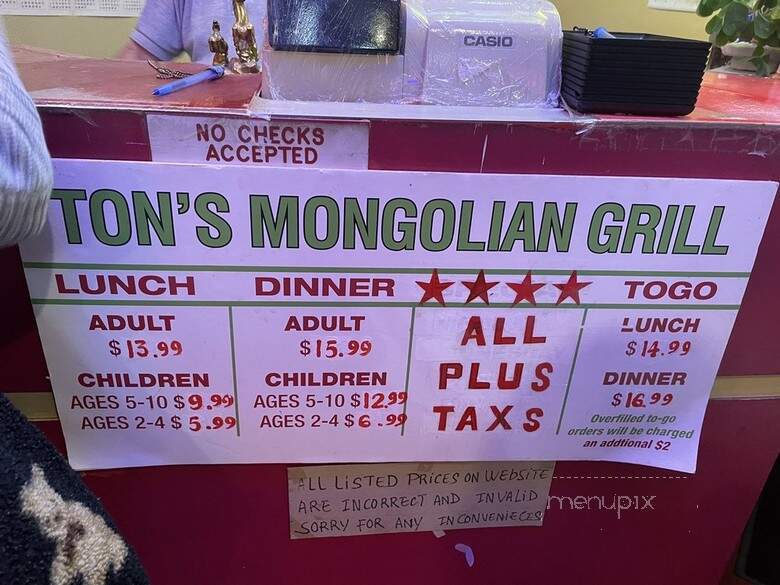 CASIO
NO CHECKS
ACCEPTED
TON'S MONGOLIAN GRILL
LUNCH
ADULT
$13.99
CHILDREN
AGES 5-10 $9.99
AGES 2-4 $5.99
DINNER
ADULT
$15.99
CHILDREN
AGES 5-10 $12.99
AGES 2-4 $6.99
ALL
PLUS
TAXS
TOGO
LUNCH
$14.99
DINNER
$16.99
Overfilled to-go
orders will be charged
an addtional $2
ALL LISTED PRICES ON WEBSITE
ARE INCORRECT AND INVALID
SORRY FOR ANY INCONVENIECES
menupix